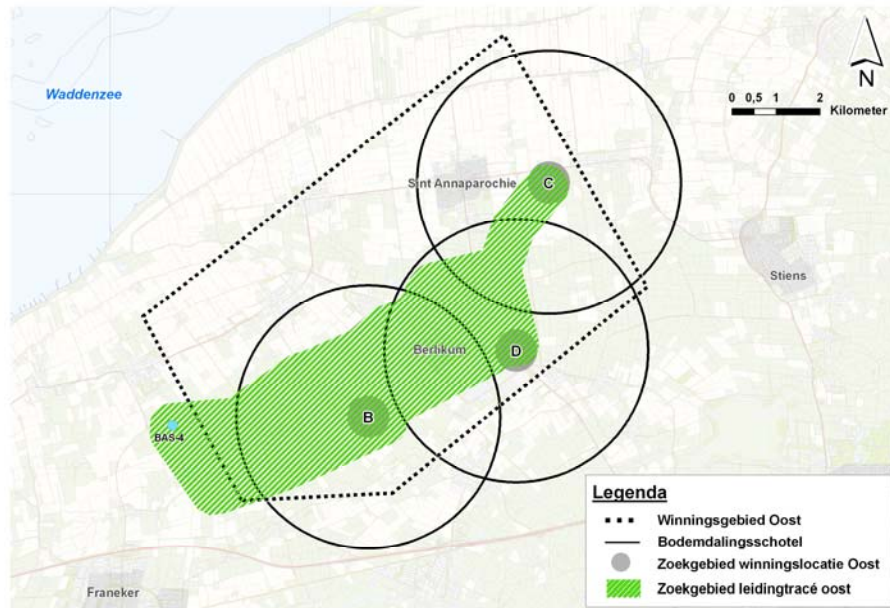 Waddenzee
N
0 0,5 1 2
Kilometer
Sint Annaparochie
C
Stiens
Berlikum
D
B
BAS-4
Franeker
Legenda
Winningsgebied Oost
Bodemdalingsschotel
Zoekgebied winningslocatie Oost
Zoekgebied leidingtracé oost